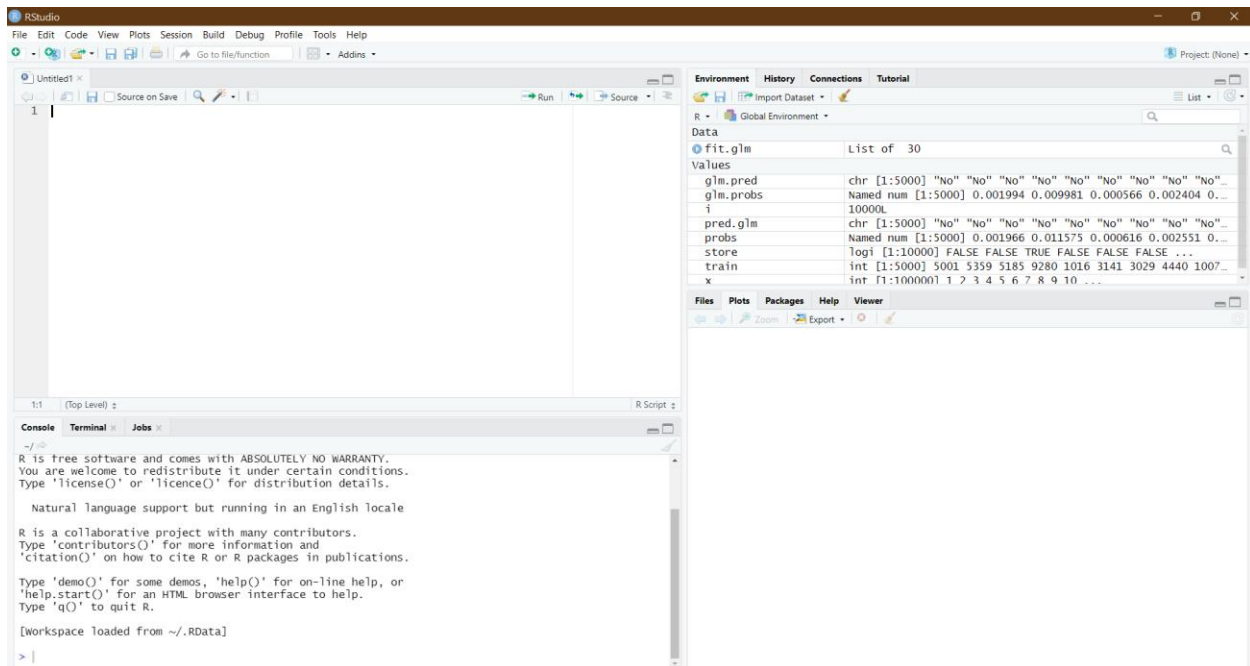 RStudio
File Edit Code View Plots Session Build Debug Profile Tools Help
Go to file/function Addins Project: (None)
Untitled1
Source on Save Run Source
1
1:1 (Top Level) R Script
Console Terminal Jobs
~/
R is free software and comes with ABSOLUTELY NO WARRANTY.
You are welcome to redistribute it under certain conditions.
Type 'license()' or 'licence()' for distribution details.
Natural language support but running in an English locale
R is a collaborative project with many contributors.
Type 'contributors()' for more information and
'citation()' on how to cite R or R packages in publications.
Type 'demo()' for some demos, 'help()' for on-line help, or
'help.start()' for an HTML browser interface to help.
Type 'q()' to quit R.
[Workspace loaded from ~/.RData]
>
Environment History Connections Tutorial
Import Dataset List
R Global Environment
Data
fit.glm List of 30
Values
glm.pred chr [1:5000] "No" "No" "No" "No" "No" "No" "No" "No"…
glm.probs Named num [1:5000] 0.001994 0.009981 0.000566 0.002404 0.…
i 10000L
pred.glm chr [1:5000] "No" "No" "No" "No" "No" "No" "No" "No"…
probs Named num [1:5000] 0.001966 0.011575 0.000616 0.002551 0.…
store logi [1:10000] FALSE FALSE TRUE FALSE FALSE FALSE ...
train int [1:5000] 5001 5359 5185 9280 1016 3141 3029 4440 1007…
x int [1:100000] 1 2 3 4 5 6 7 8 9 10 ...
Files Plots Packages Help Viewer
Zoom Export